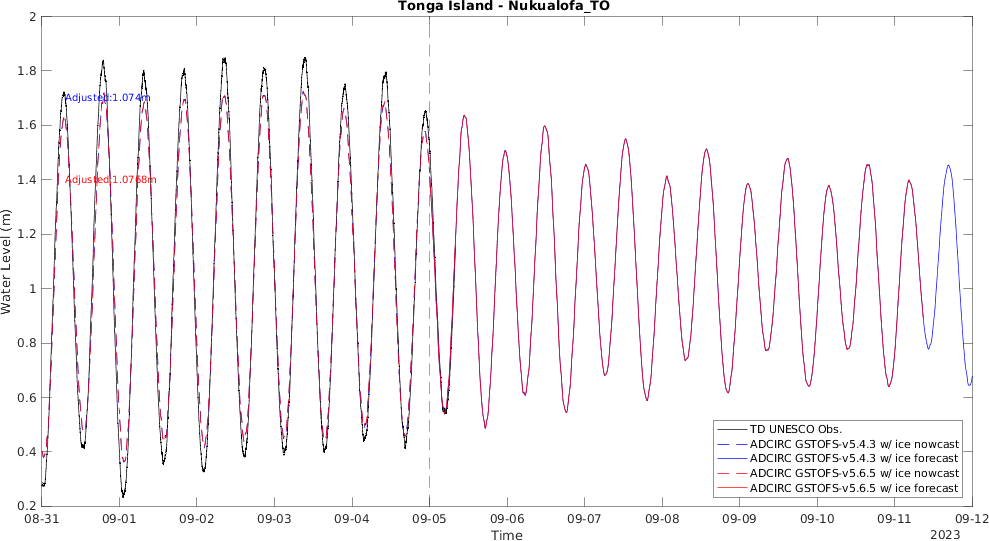 Tonga Island - Nukualofa_TO
2
1.8
Adjusted:1.074m
1.6
1.4
Adjusted:1.0768m
1.2
Water Level (m)
1
0.8
0.6
0.4
0.2
TD UNESCO Obs.
ADCIRC GSTOFS-v5.4.3 w/ ice nowcast
ADCIRC GSTOFS-v5.4.3 w/ ice forecast
ADCIRC GSTOFS-v5.6.5 w/ ice nowcast
ADCIRC GSTOFS-v5.6.5 w/ ice forecast
08-31 09-01 09-02 09-03 09-04 09-05 09-06 09-07 09-08 09-09 09-10 09-11 09-12
Time
2023